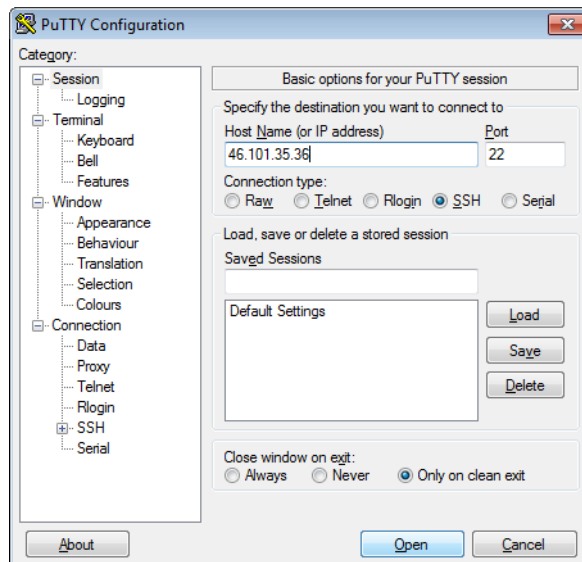 PuTTY Configuration
Category:
Session
Logging
Terminal
Keyboard
Bell
Features
Window
Appearance
Behaviour
Translation
Selection
Colours
Connection
Data
Proxy
Telnet
Rlogin
SSH
Serial
Basic options for your PuTTY session
Specify the destination you want to connect to
Host Name (or IP address) Port
46.101.35.36 22
Connection type:
Raw Telnet Rlogin SSH Serial
Load, save or delete a stored session
Saved Sessions
Default Settings
Load
Save
Delete
Close window on exit:
Always Never Only on clean exit
About Open Cancel